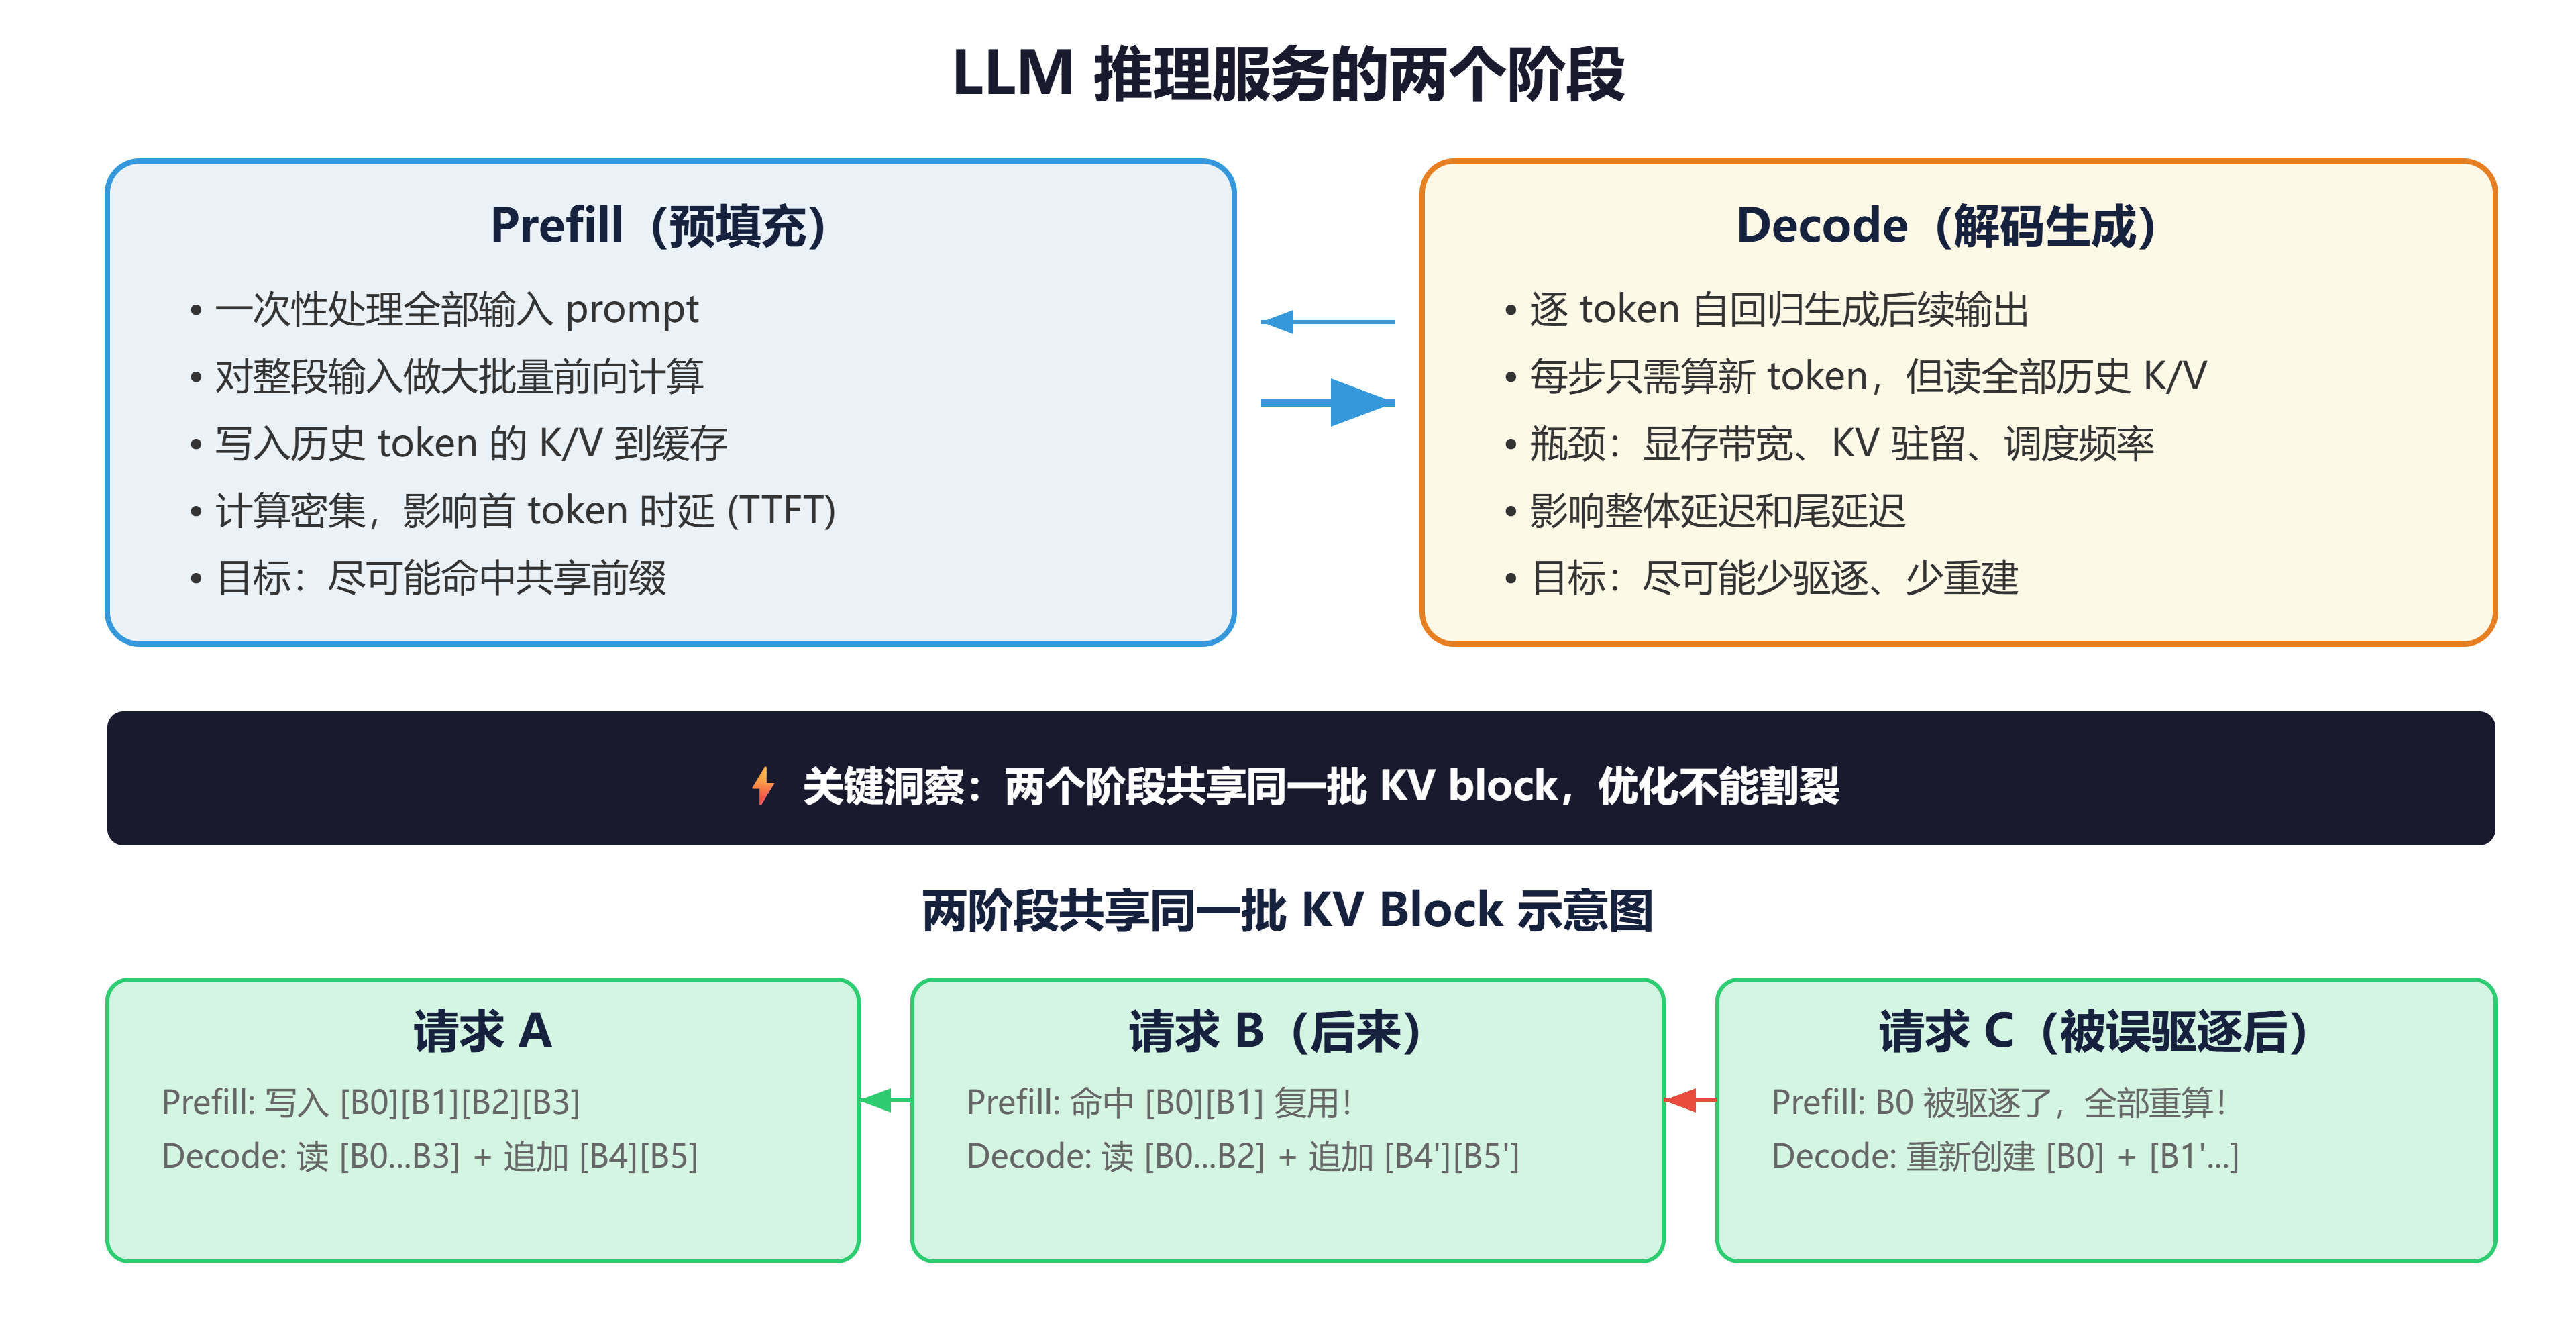 LLM 推理服务的两个阶段
Prefill（预填充）
• 一次性处理全部输入 prompt
• 对整段输入做大批量前向计算
• 写入历史 token 的 K/V 到缓存
• 计算密集，影响首 token 时延 (TTFT)
• 目标：尽可能命中共享前缀
Decode（解码生成）
• 逐 token 自回归生成后续输出
• 每步只需算新 token，但读全部历史 K/V
• 瓶颈：显存带宽、KV 驻留、调度频率
• 影响整体延迟和尾延迟
• 目标：尽可能少驱逐、少重建
⚡ 关键洞察：两个阶段共享同一批 KV block，优化不能割裂
两阶段共享同一批 KV Block 示意图
请求 A
Prefill: 写入 [B0][B1][B2][B3]
Decode: 读 [B0...B3] + 追加 [B4][B5]
请求 B（后来）
Prefill: 命中 [B0][B1] 复用！
Decode: 读 [B0...B2] + 追加 [B4'][B5']
请求 C（被误驱逐后）
Prefill: B0 被驱逐了，全部重算！
Decode: 重新创建 [B0] + [B1'...]